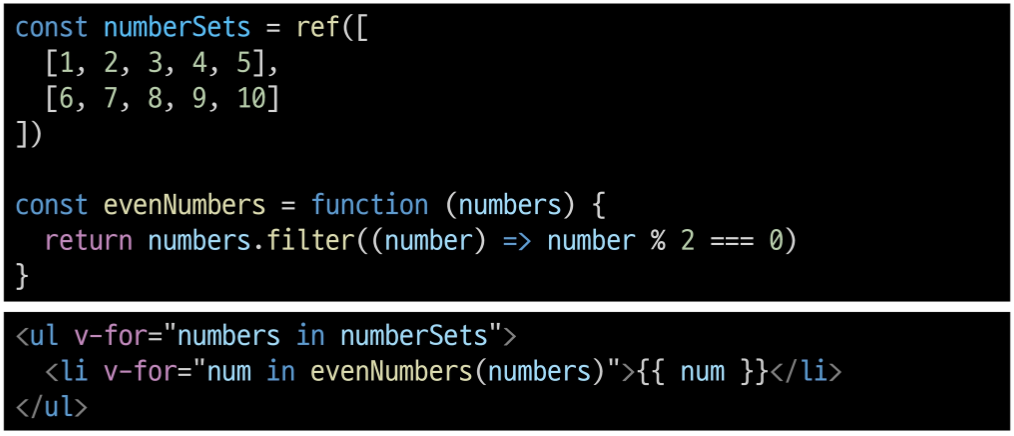 const numberSets = ref([
  [1, 2, 3, 4, 5],
  [6, 7, 8, 9, 10]
])

const evenNumbers = function (numbers) {
  return numbers.filter((number) => number % 2 === 0)
}
<ul v-for="numbers in numberSets">
  <li v-for="num in evenNumbers(numbers)">{{ num }}</li>
</ul>